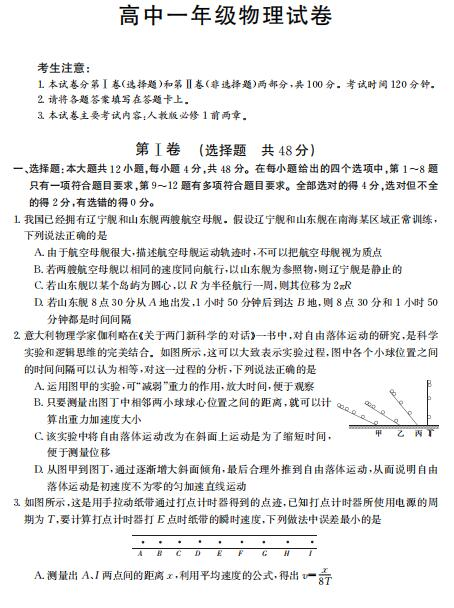 高中一年级物理试卷
考生注意:
1. 本试卷分第Ⅰ卷(选择题)和第Ⅱ卷(非选择题)两部分,共100分。考试时间120分钟。
2. 请将各题答案填写在答题卡上。
3. 本试卷主要考试内容:人教版必修1前两章。
第Ⅰ卷 (选择题 共48分)
一、选择题:本大题共12小题,每小题4分,共48分。在每小题给出的四个选项中,第1~8题
只有一项符合题目要求,第9~12题有多项符合题目要求。全部选对的得4分,选对但不全
的得2分,有选错的得0分。
1. 我国已经拥有辽宁舰和山东舰两艘航空母舰。假设辽宁舰和山东舰在南海某区域正常训练,
下列说法正确的是
A. 由于航空母舰很大,描述航空母舰运动轨迹时,不可以把航空母舰视为质点
B. 若两艘航空母舰以相同的速度同向航行,以山东舰为参照物,则辽宁舰是静止的
C. 若山东舰以某个岛屿为圆心,以R为半径航行一周,则其位移为2πR
D. 若山东舰8点30分从A地出发,1小时50分钟后到达B地,则8点30分和1小时50
分钟都是时间间隔
2. 意大利物理学家伽利略在《关于两门新科学的对话》一书中,对自由落体运动的研究,是科学
实验和逻辑思维的完美结合。如图所示,这可以大致表示实验过程,图中各个小球位置之间
的时间间隔可以认为相等,对这一过程的分析,下列说法正确的是
A. 运用图甲的实验,可“减弱”重力的作用,放大时间,便于观察
B. 只要测量出图丁中相邻两小球球心位置之间的距离,就可以计
算出重力加速度大小
C. 该实验中将自由落体运动改为在斜面上运动是为了缩短时间,
便于测量位移
甲 乙 丙 丁
D. 从图甲到图丁,通过逐渐增大斜面倾角,最后合理外推到自由落体运动,从而说明自由
落体运动是初速度不为零的匀加速直线运动
3. 如图所示,这是用手拉动纸带通过打点计时器得到的点迹,已知打点计时器所使用电源的周
期为T,要计算打点计时器打E点时纸带的瞬时速度,下列做法中误差最小的是
A B C D E F G H I
A. 测量出A、I两点间的距离x,利用平均速度的公式,得出v=x/8T